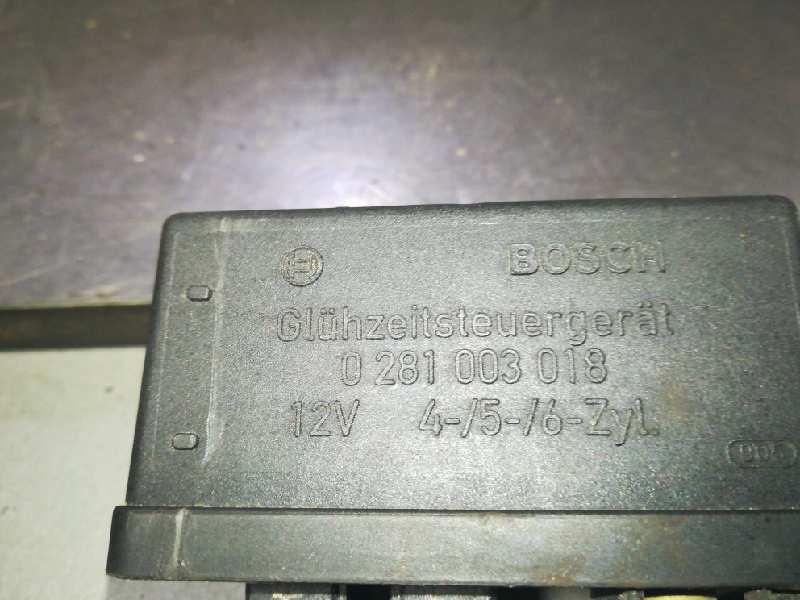 BOSCH
Glühzeitsteuergerät
0 281 003 018
12V 4-/5-/6-Zyl.